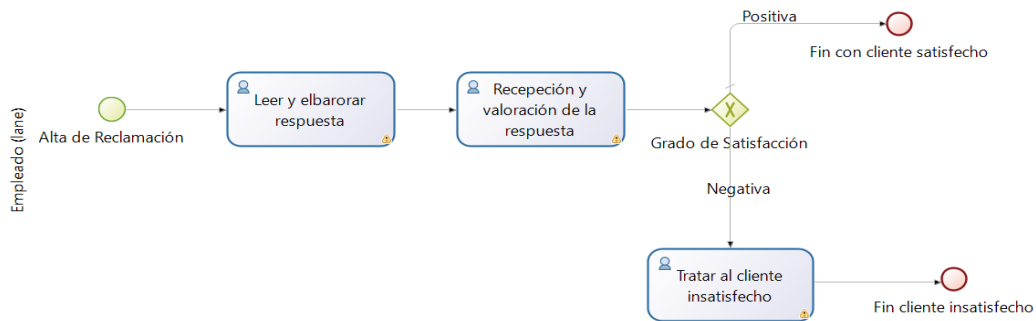 Positiva
Fin con cliente satisfecho
Empleado (lane)
Alta de Reclamación
Leer y elbarorar
respuesta
Recepeción y
valoración de la
respuesta
Grado de Satisfacción
Negativa
Tratar al cliente
insatisfecho
Fin cliente insatisfecho